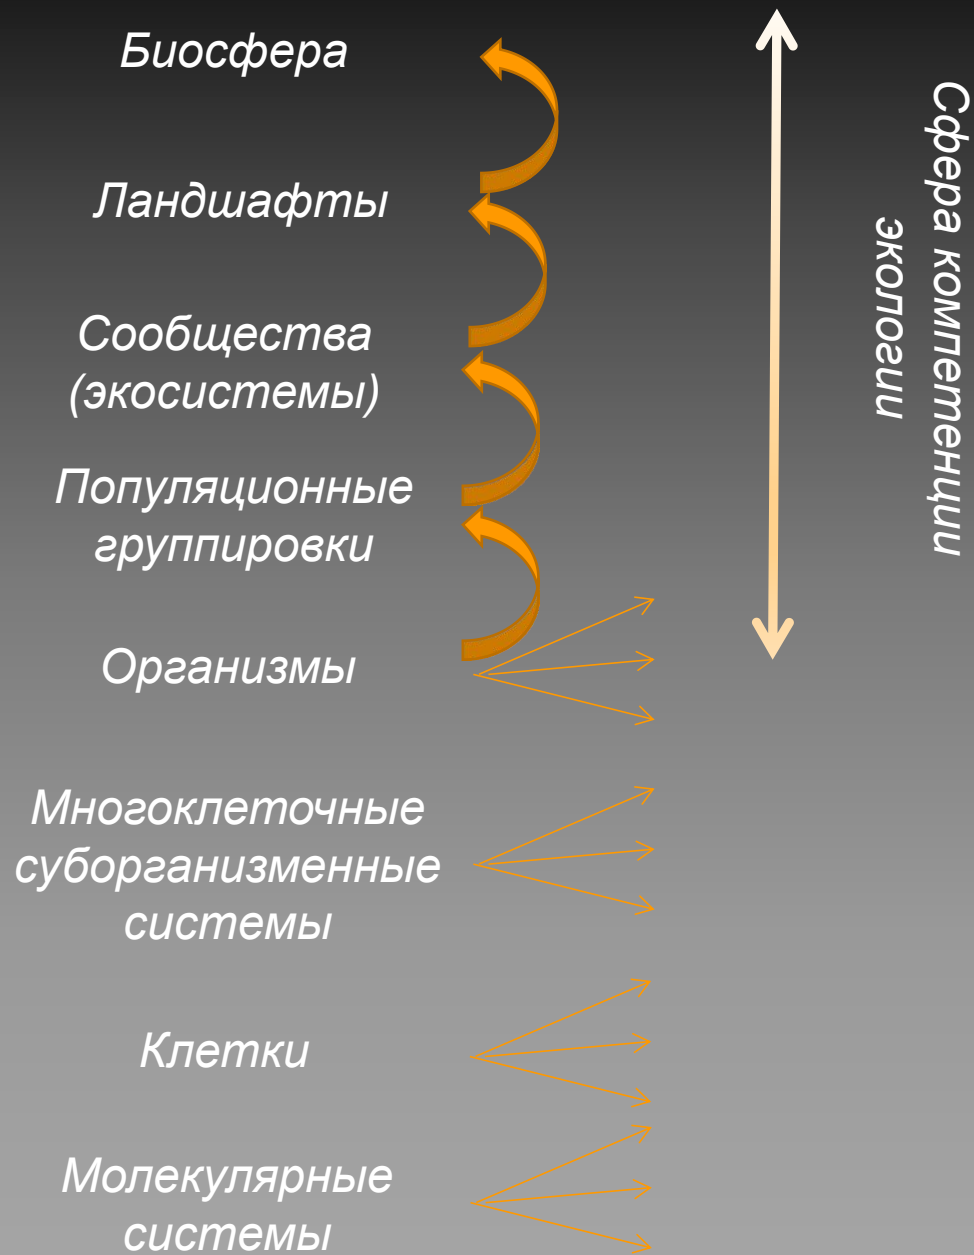 Биосфера
Ландшафты
Сообщества
(экосистемы)
Популяционные
группировки
Организмы
Многоклеточные
суборганизменные
системы
Клетки
Молекулярные
системы
Сфера компетенции
экологии